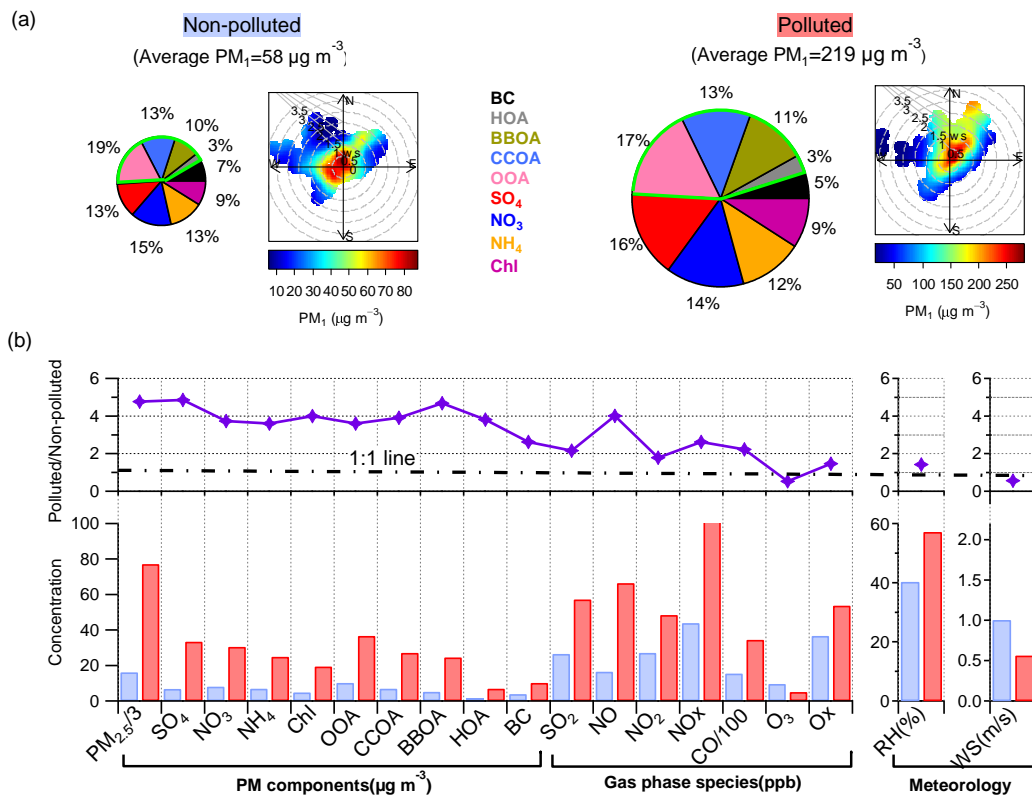 (a)
Non-polluted
(Average PM1=58 µg m-3)
13%
10%
3%
7%
9%
13%
15%
13%
19%
N
S
W
E
3.5
3
2
1.5
1
w s
0.5
0
10 20 30 40 50 60 70 80
PM1 (µg m−3)
BC
HOA
BBOA
CCOA
OOA
SO4
NO3
NH4
Chl
Polluted
(Average PM1=219 µg m-3)
13%
11%
3%
5%
9%
12%
14%
16%
17%
N
S
E
3.5
3
2
1.5
1
w s
0.5
50 100 150 200 250
PM1 (µg m−3)
(b)
Polluted/Non-polluted
6
4
2
0
1:1 line
6
4
2
0
6
4
2
0
Concentration
100
80
60
40
20
0
60
40
20
0
2.0
1.5
1.0
0.5
0.0
PM2.5/3
SO4
NO3
NH4
Chl
OOA
CCOA
BBOA
HOA
BC
SO2
NO
NO2
NOx
CO/100
O3
Ox
RH(%)
WS(m/s)
PM components(µg m-3)
Gas phase species(ppb)
Meteorology